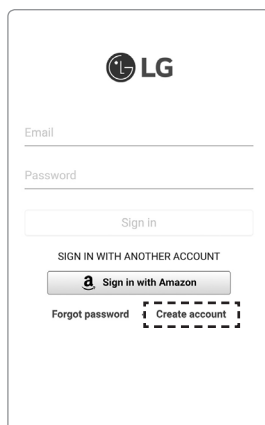 LG
Email
Password
Sign in
SIGN IN WITH ANOTHER ACCOUNT
a Sign in with Amazon
Forgot password Create account